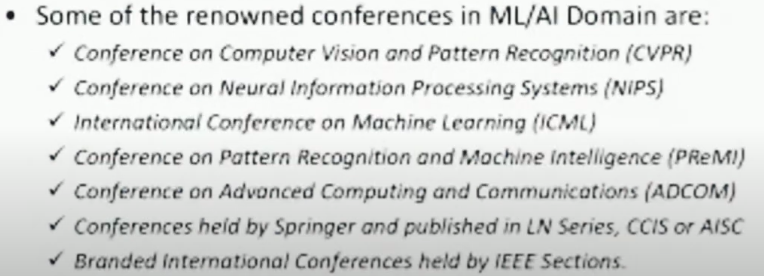 • Some of the renowned conferences in ML/AI Domain are:
✓ Conference on Computer Vision and Pattern Recognition (CVPR)
✓ Conference on Neural Information Processing Systems (NIPS)
✓ International Conference on Machine Learning (ICML)
✓ Conference on Pattern Recognition and Machine Intelligence (PReMI)
✓ Conference on Advanced Computing and Communications (ADCOM)
✓ Conferences held by Springer and published in LN Series, CCIS or AISC
✓ Branded International Conferences held by IEEE Sections.